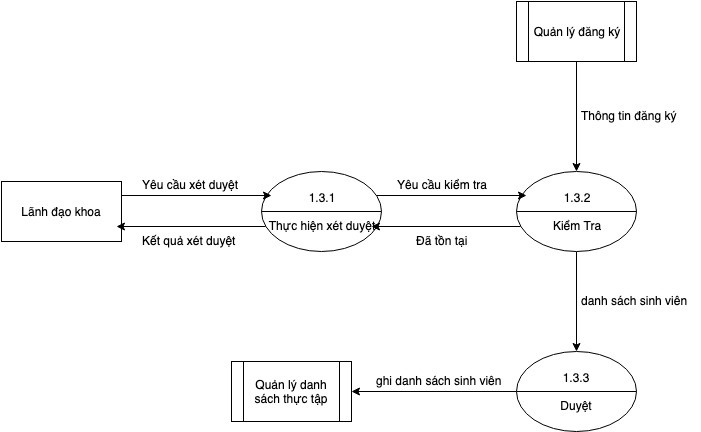 Quản lý đăng ký
Thông tin đăng ký
Yêu cầu xét duyệt
1.3.1
Yêu cầu kiểm tra
1.3.2
Lãnh đạo khoa
Thực hiện xét duyệt
Kiểm Tra
Kết quả xét duyệt
Đã tồn tại
danh sách sinh viên
1.3.3
Quản lý danh
sách thực tập
ghi danh sách sinh viên
Duyệt